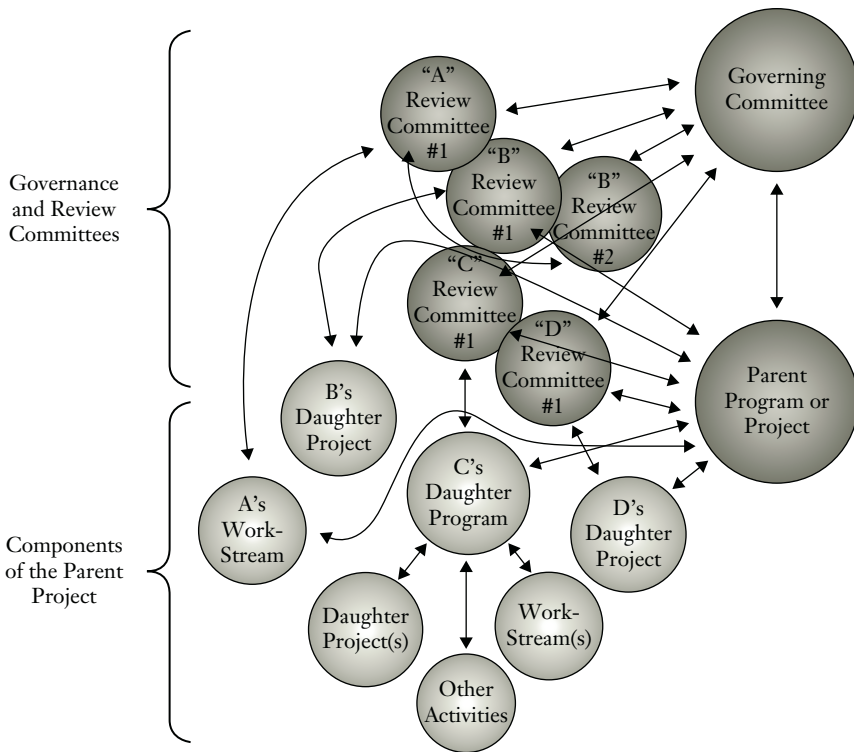 “A”
Review
Committee
#1
Governing
Committee
“B”
Review
Committee
#1
“B”
Review
Committee
#2
Governance
and Review
Committees
“C”
Review
Committee
#1
“D”
Review
Committee
#1
Parent
Program or
Project
B's
Daughter
Project
C’s
Daughter
Program
A's
Work-
Stream
D's
Daughter
Project
Components
of the Parent
Project
Daughter
Project(s)
Work-
Stream(s)
Other
Activities